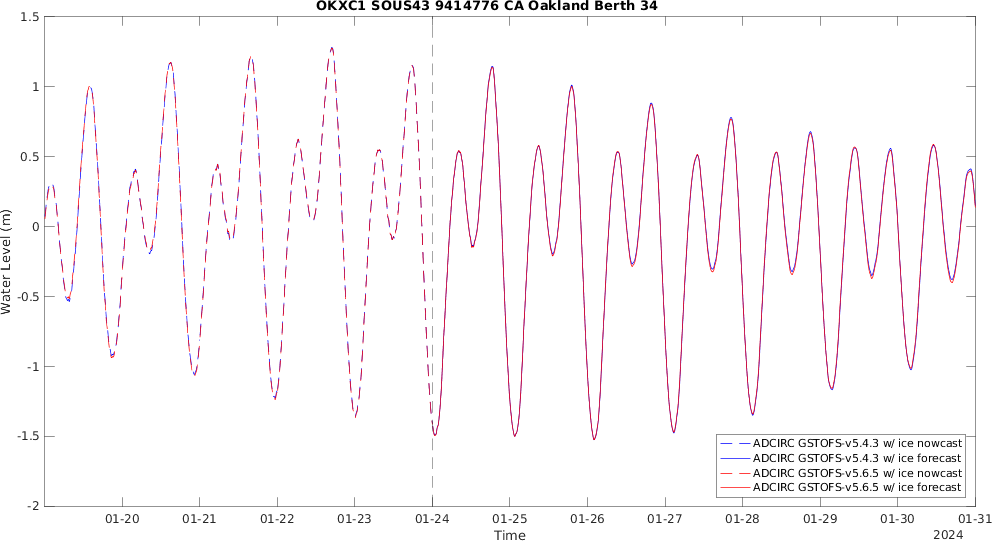 OKXC1 SOUS43 9414776 CA Oakland Berth 34
1.5
1
0.5
0
-0.5
-1
-1.5
-2
Water Level (m)
01-20 01-21 01-22 01-23 01-24 01-25 01-26 01-27 01-28 01-29 01-30 01-31
Time
2024
ADCIRC GSTOFS-v5.4.3 w/ ice nowcast
ADCIRC GSTOFS-v5.4.3 w/ ice forecast
ADCIRC GSTOFS-v5.6.5 w/ ice nowcast
ADCIRC GSTOFS-v5.6.5 w/ ice forecast